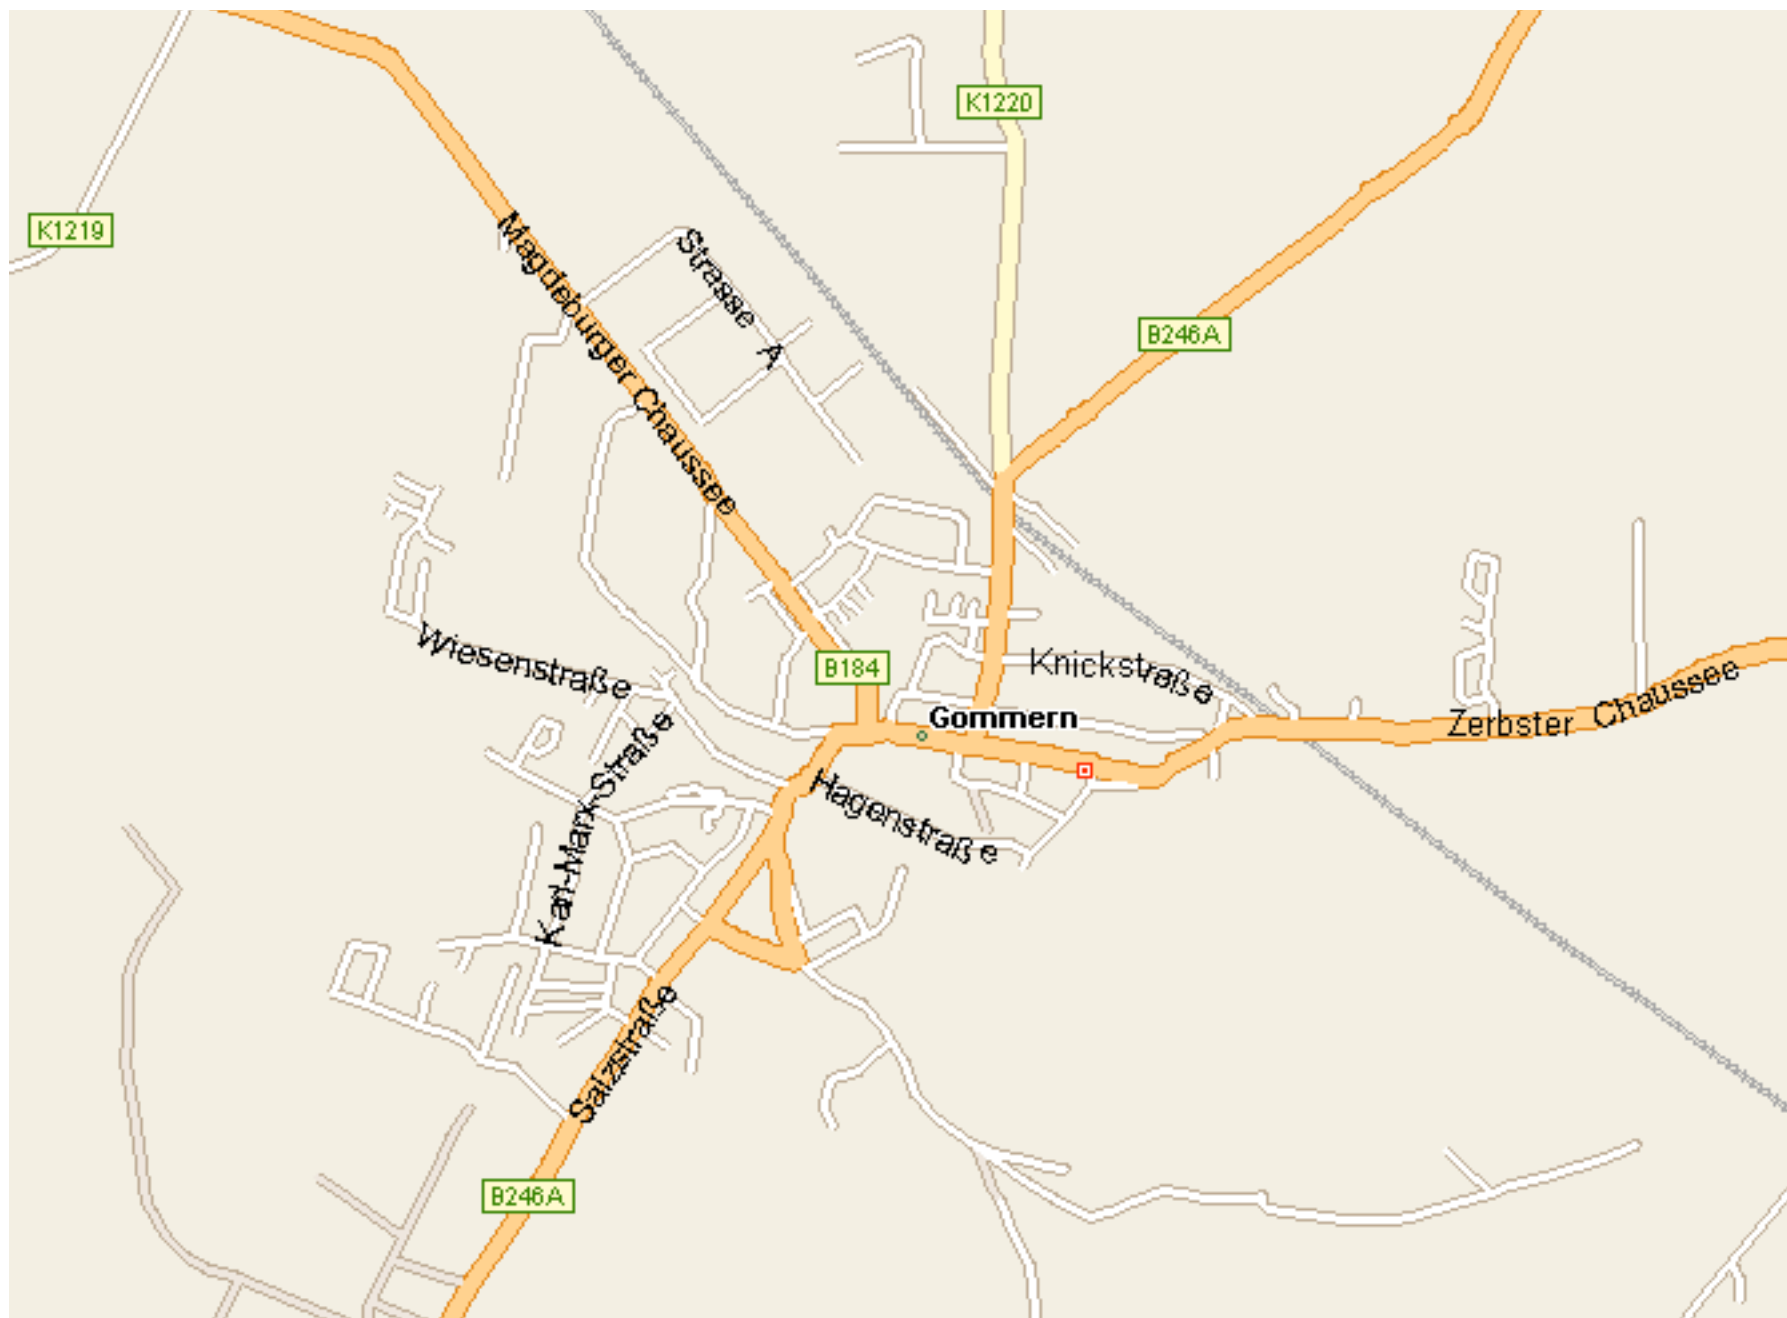 K1220
K1219
Magdeburger Chaussee
Strasse A
B246A
Wiesenstraße
B184
Knickstraße
Gommern
Zerbster Chaussee
Karl-Marx-Straße
Hagenstraße
Salzstraße
B246A